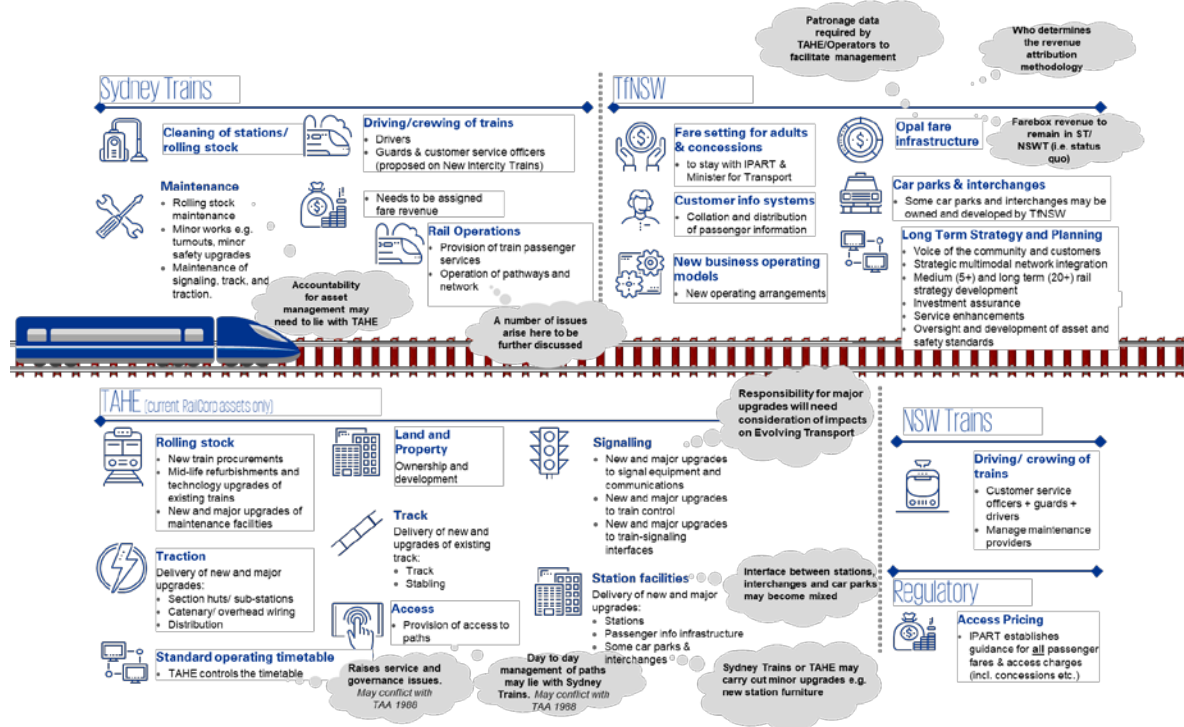 Patronage data
required by
TAHE/Operators to
facilitate management
Who determines
the revenue
attribution
methodology
Sydney Trains
Cleaning of stations/
rolling stock
Driving/crewing of trains
• Drivers
• Guards & customer service officers
(proposed on New Intercity Trains)
Maintenance
• Rolling stock
maintenance
• Minor works e.g.
turnouts, minor
safety upgrades
• Maintenance of
signaling, track, and
traction.
• Needs to be assigned
fare revenue
Rail Operations
• Provision of train passenger
services
• Operation of pathways and
network
Accountability
for asset
management may
need to lie with TAHE
A number of issues
arise here to be
further discussed
TfNSW
Fare setting for adults
& concessions
• to stay with IPART &
Minister for Transport
Customer info systems
• Collation and distribution
of passenger information
New business operating
models
• New operating arrangements
Opal fare
infrastructure
Farebox revenue to
remain in ST/
NSWT (i.e. status
quo)
Car parks & interchanges
• Some car parks and interchanges may be
owned and developed by TfNSW
Long Term Strategy and Planning
• Voice of the community and customers
• Strategic multimodal network integration
• Medium (5+) and long term (20+) rail
strategy development
• Investment assurance
• Service enhancements
• Oversight and development of asset and
safety standards
TAHE (current RailCorp assets only)
Rolling stock
• New train procurements
• Mid-life refurbishments and
technology upgrades of
existing trains
• New and major upgrades of
maintenance facilities
Traction
Delivery of new and major
upgrades:
• Section huts/ sub-stations
• Catenary/ overhead wiring
• Distribution
Standard operating timetable
• TAHE controls the timetable
Land and
Property
Ownership and
development
Track
Delivery of new and
upgrades of existing
track:
• Track
• Stabling
Access
• Provision of access to
paths
Raises service and
governance issues.
May conflict with
TAA 1988
Day to day
management of paths
may lie with Sydney
Trains. May conflict with
TAA 1988
Signalling
• New and major upgrades
to signal equipment and
communications
• New and major upgrades
to train control
• New and major upgrades
to train-signaling
interfaces
Station facilities
Delivery of new and major
upgrades:
• Stations
• Passenger info infrastructure
• Some car parks &
interchanges
Responsibility for major
upgrades will need
consideration of impacts
on Evolving Transport
Interface between stations,
interchanges and car parks
may become mixed
Sydney Trains or TAHE may
carry out minor upgrades e.g.
new station furniture
NSW Trains
Driving/ crewing of
trains
• Customer service
officers + guards +
drivers
• Manage maintenance
providers
Regulatory
Access Pricing
• IPART establishes
guidance for all passenger
fares & access charges
(incl. concessions etc.)